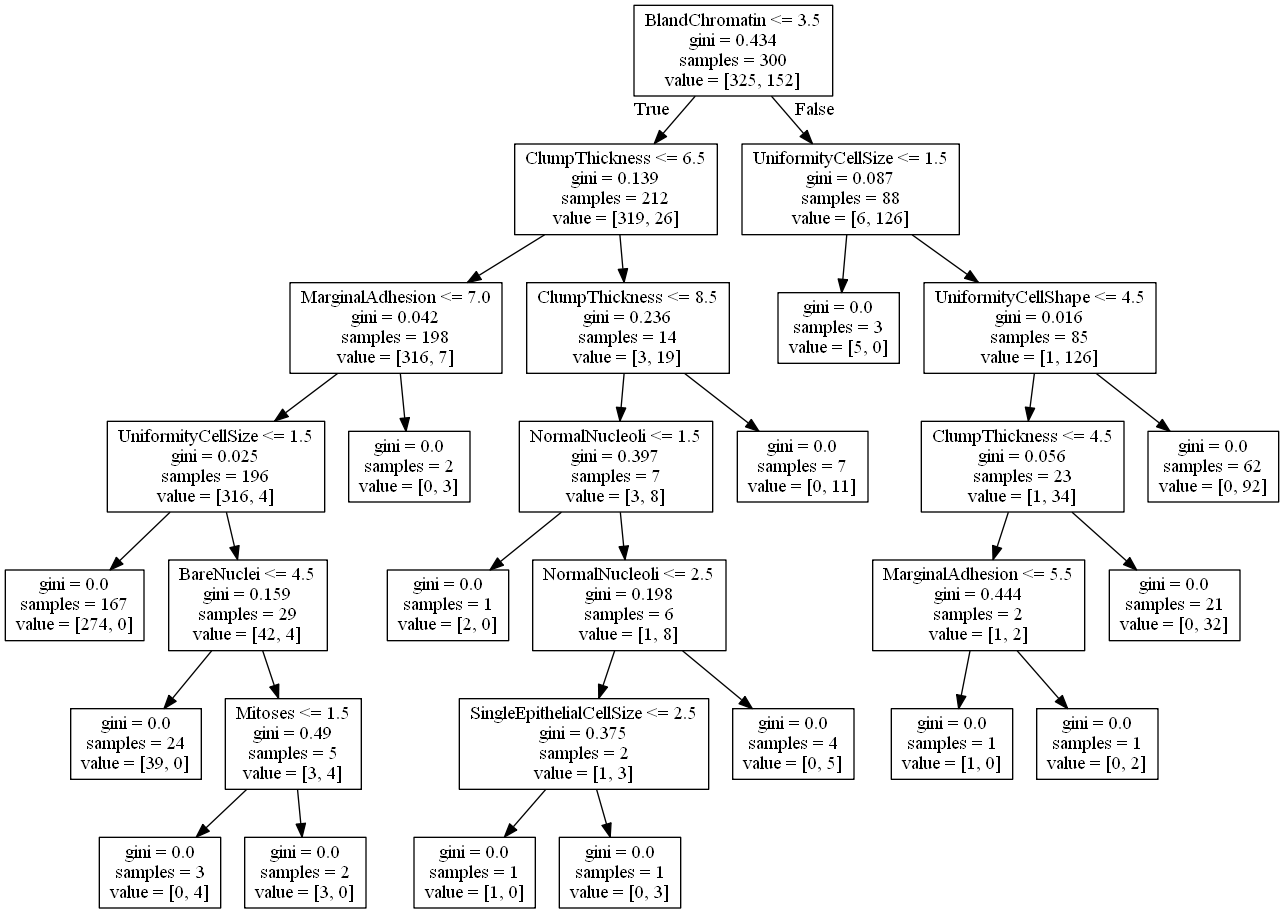 BlandChromatin <= 3.5
gini = 0.434
samples = 300
value = [325, 152]
True
False
ClumpThickness <= 6.5
gini = 0.139
samples = 212
value = [319, 26]
UniformityCellSize <= 1.5
gini = 0.087
samples = 88
value = [6, 126]
MarginalAdhesion <= 7.0
gini = 0.042
samples = 198
value = [316, 7]
ClumpThickness <= 8.5
gini = 0.236
samples = 14
value = [3, 19]
gini = 0.0
samples = 3
value = [5, 0]
UniformityCellShape <= 4.5
gini = 0.016
samples = 85
value = [1, 126]
UniformityCellSize <= 1.5
gini = 0.025
samples = 196
value = [316, 4]
gini = 0.0
samples = 2
value = [0, 3]
NormalNucleoli <= 1.5
gini = 0.397
samples = 7
value = [3, 8]
gini = 0.0
samples = 7
value = [0, 11]
ClumpThickness <= 4.5
gini = 0.056
samples = 23
value = [1, 34]
gini = 0.0
samples = 62
value = [0, 92]
gini = 0.0
samples = 167
value = [274, 0]
BareNuclei <= 4.5
gini = 0.159
samples = 29
value = [42, 4]
gini = 0.0
samples = 1
value = [2, 0]
NormalNucleoli <= 2.5
gini = 0.198
samples = 6
value = [1, 8]
MarginalAdhesion <= 5.5
gini = 0.444
samples = 2
value = [1, 2]
gini = 0.0
samples = 21
value = [0, 32]
gini = 0.0
samples = 24
value = [39, 0]
Mitoses <= 1.5
gini = 0.49
samples = 5
value = [3, 4]
SingleEpithelialCellSize <= 2.5
gini = 0.375
samples = 2
value = [1, 3]
gini = 0.0
samples = 4
value = [0, 5]
gini = 0.0
samples = 1
value = [1, 0]
gini = 0.0
samples = 1
value = [0, 2]
gini = 0.0
samples = 3
value = [0, 4]
gini = 0.0
samples = 2
value = [3, 0]
gini = 0.0
samples = 1
value = [1, 0]
gini = 0.0
samples = 1
value = [0, 3]